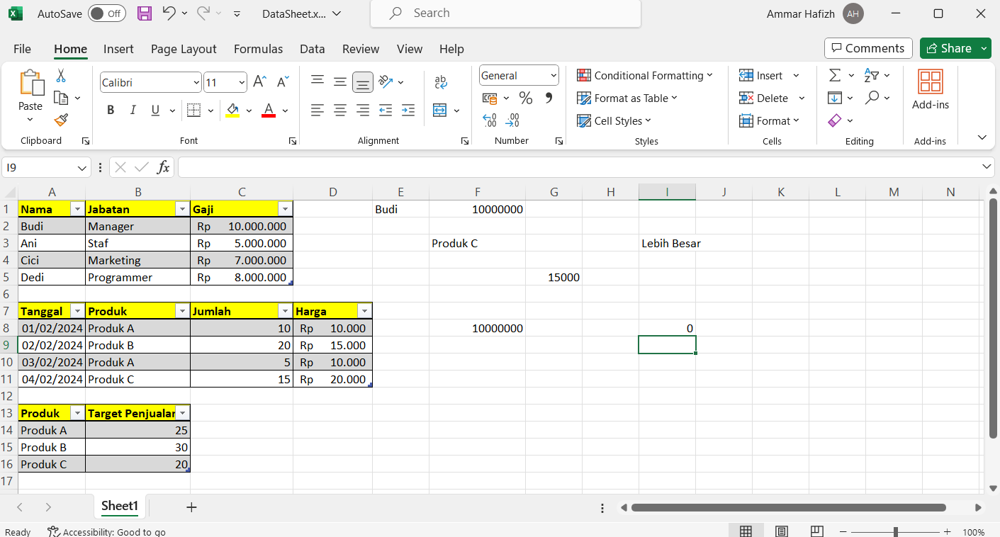 AutoSave Off DataSheet.x... Search Ammar Hafizh AH
File Home Insert Page Layout Formulas Data Review View Help Comments Share
Paste
Clipboard
Calibri 11
B I U A
Font
ab
Alignment
General
% 9
Number
Conditional Formatting
Format as Table
Cell Styles
Styles
Insert
Delete
Format
Cells
Editing
Add-ins
Add-ins
I9 fx
A B C D E F G H I J K L M N
1 Nama Jabatan Gaji Budi 10000000
2 Budi Manager Rp 10.000.000
3 Ani Staf Rp 5.000.000 Produk C Lebih Besar
4 Cici Marketing Rp 7.000.000
5 Dedi Programmer Rp 8.000.000 15000
6
7 Tanggal Produk Jumlah Harga
8 01/02/2024 Produk A 10 Rp 10.000 10000000 0
9 02/02/2024 Produk B 20 Rp 15.000
10 03/02/2024 Produk A 5 Rp 10.000
11 04/02/2024 Produk C 15 Rp 20.000
12
13 Produk Target Penjualan
14 Produk A 25
15 Produk B 30
16 Produk C 20
17
Sheet1
Ready Accessibility: Good to go 100%